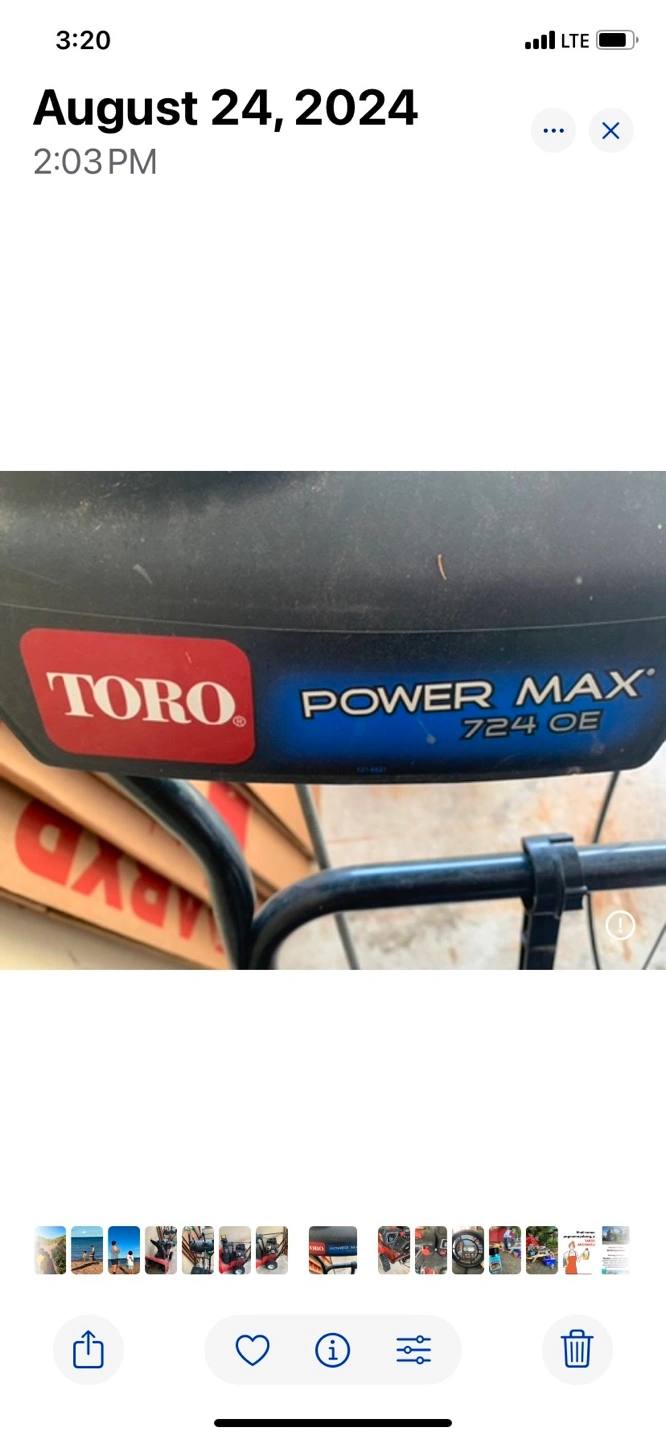 3:20
LTE
August 24, 2024
2:03 PM
TORO®
POWER MAX®
724 OE